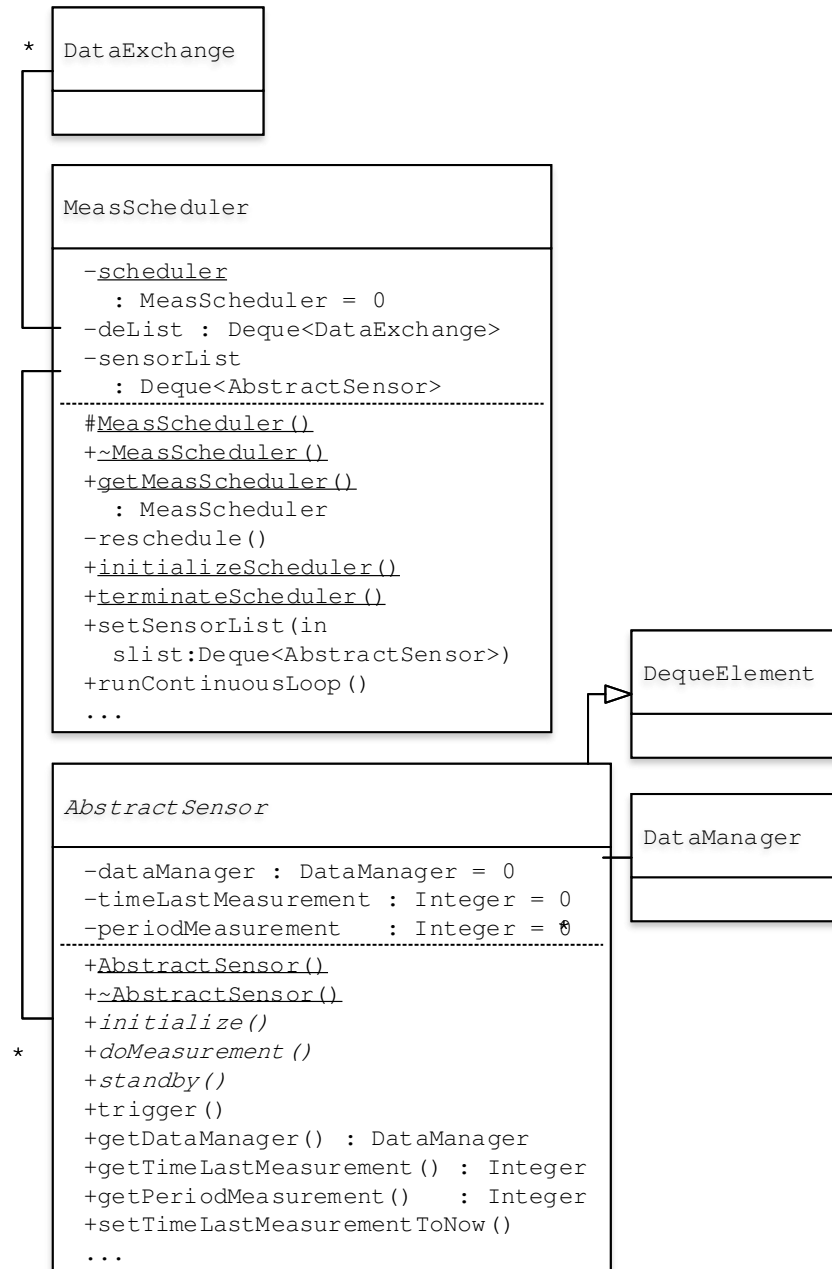 *
DataExchange
MeasScheduler
-scheduler
: MeasScheduler = 0
-deList : Deque<DataExchange>
-sensorList
: Deque<AbstractSensor>
#MeasScheduler()
+~MeasScheduler()
+getMeasScheduler()
: MeasScheduler
-reschedule()
+initializeScheduler()
+terminateScheduler()
+setSensorList(in
slist:Deque<AbstractSensor>)
+runContinuousLoop()
...
DequeElement
AbstractSensor
DataManager
-dataManager : DataManager = 0
-timeLastMeasurement : Integer = 0
-periodMeasurement   : Integer = 0
*
+AbstractSensor()
+~AbstractSensor()
+initialize()
+doMeasurement()
*
+standby()
+trigger()
+getDataManager() : DataManager
+getTimeLastMeasurement() : Integer
+getPeriodMeasurement()   : Integer
+setTimeLastMeasurementToNow()
...